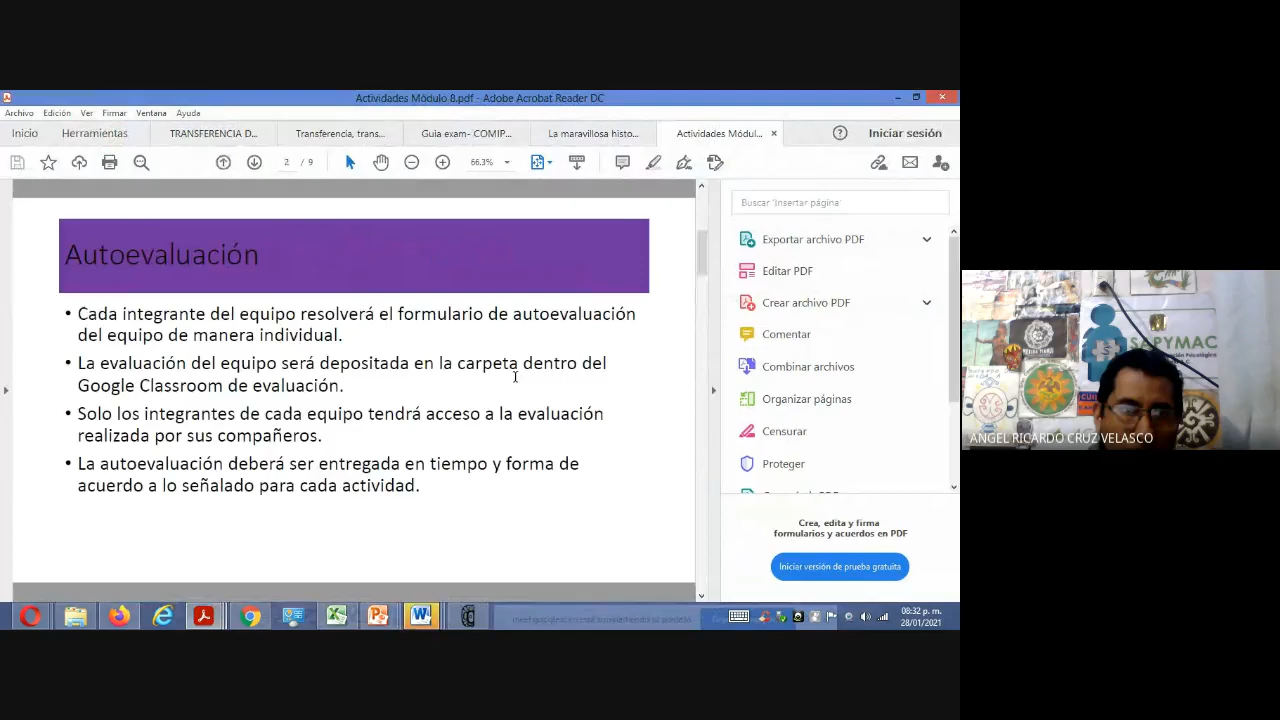 Actividades Módulo 8.pdf - Adobe Acrobat Reader DC
Archivo Edición Ver Firmar Ventana Ayuda
Inicio Herramientas TRANSFERENCIA D... Transferencia, trans... Guia exam- COMIP... La maravillosa histo... Actividades Módul... Iniciar sesión
2 / 9 66.3%
Autoevaluación
• Cada integrante del equipo resolverá el formulario de autoevaluación
del equipo de manera individual.
• La evaluación del equipo será depositada en la carpeta dentro del
Google Classroom de evaluación.
• Solo los integrantes de cada equipo tendrá acceso a la evaluación
realizada por sus compañeros.
• La autoevaluación deberá ser entregada en tiempo y forma de
acuerdo a lo señalado para cada actividad.
Buscar 'Insertar página'
Exportar archivo PDF
Editar PDF
Crear archivo PDF
Comentar
Combinar archivos
Organizar páginas
Censurar
Proteger
Crea, edita y firma
formularios y acuerdos en PDF
Iniciar versión de prueba gratuita
08:32 p. m.
28/01/2021
SAPYMAC
ANGEL RICARDO CRUZ VELASCO